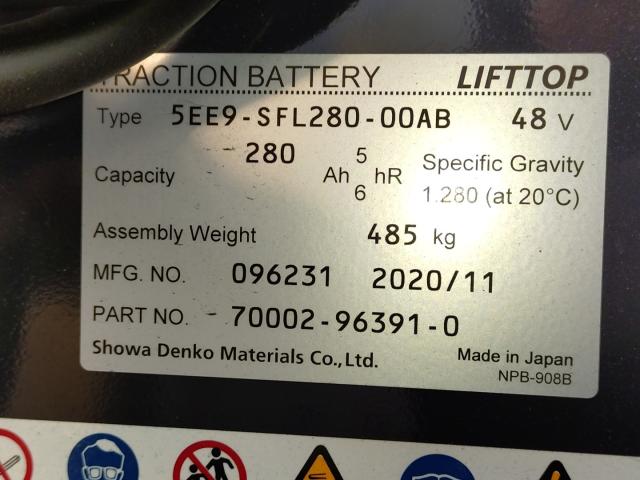 TRACTION BATTERY LIFTTOP
Type 5EE9-SFL280-00AB 48 V
Capacity 280 Ah 5 hR Specific Gravity
6 1.280 (at 20°C)
Assembly Weight 485 kg
MFG. NO. 096231 2020/11
PART NO. 70002-96391-0
Showa Denko Materials Co.,Ltd. Made in Japan
NPB-908B